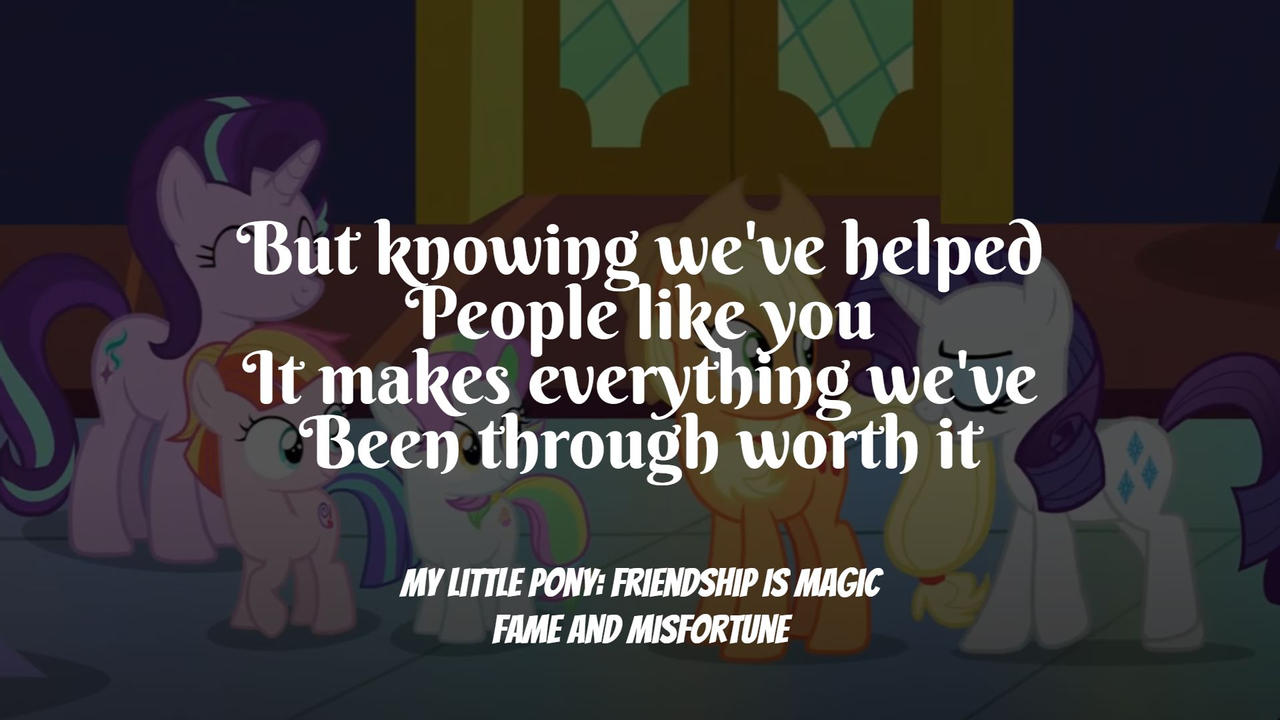 But knowing we've helped
People like you
It makes everything we've
Been through worth it
MY LITTLE PONY: FRIENDSHIP IS MAGIC
FAME AND MISFORTUNE